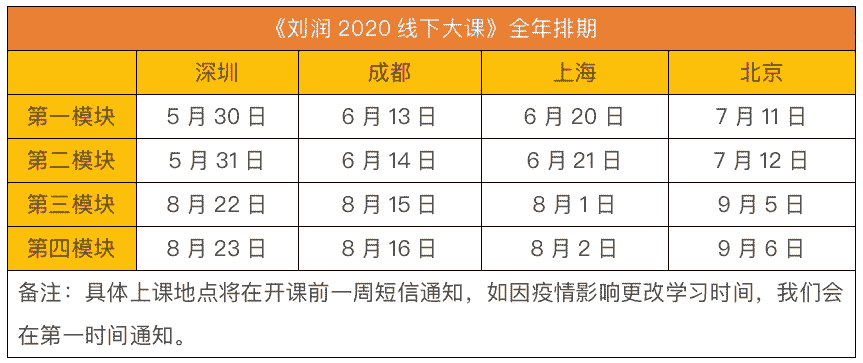 《刘润 2020 线下大课》全年排期
深圳 成都 上海 北京
第一模块 5 月 30 日 6 月 13 日 6 月 20 日 7 月 11 日
第二模块 5 月 31 日 6 月 14 日 6 月 21 日 7 月 12 日
第三模块 8 月 22 日 8 月 15 日 8 月 1 日 9 月 5 日
第四模块 8 月 23 日 8 月 16 日 8 月 2 日 9 月 6 日
备注：具体上课地点将在开课前一周短信通知，如因疫情影响更改学习时间，我们会
在第一时间通知。